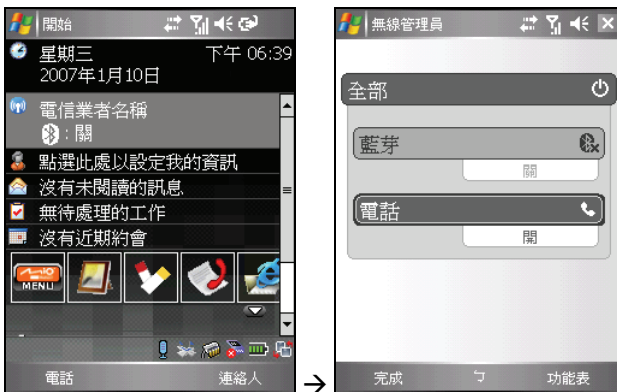 開始
星期三 下午 06:39
2007年1月10日
電信業者名稱
: 關
點選此處以設定我的資訊
沒有未閱讀的訊息
無待處理的工作
沒有近期約會
Mio
MENU
電話 連絡人
→
無線管理員
全部
藍芽
關
電話
開
完成 ㄅ 功能表